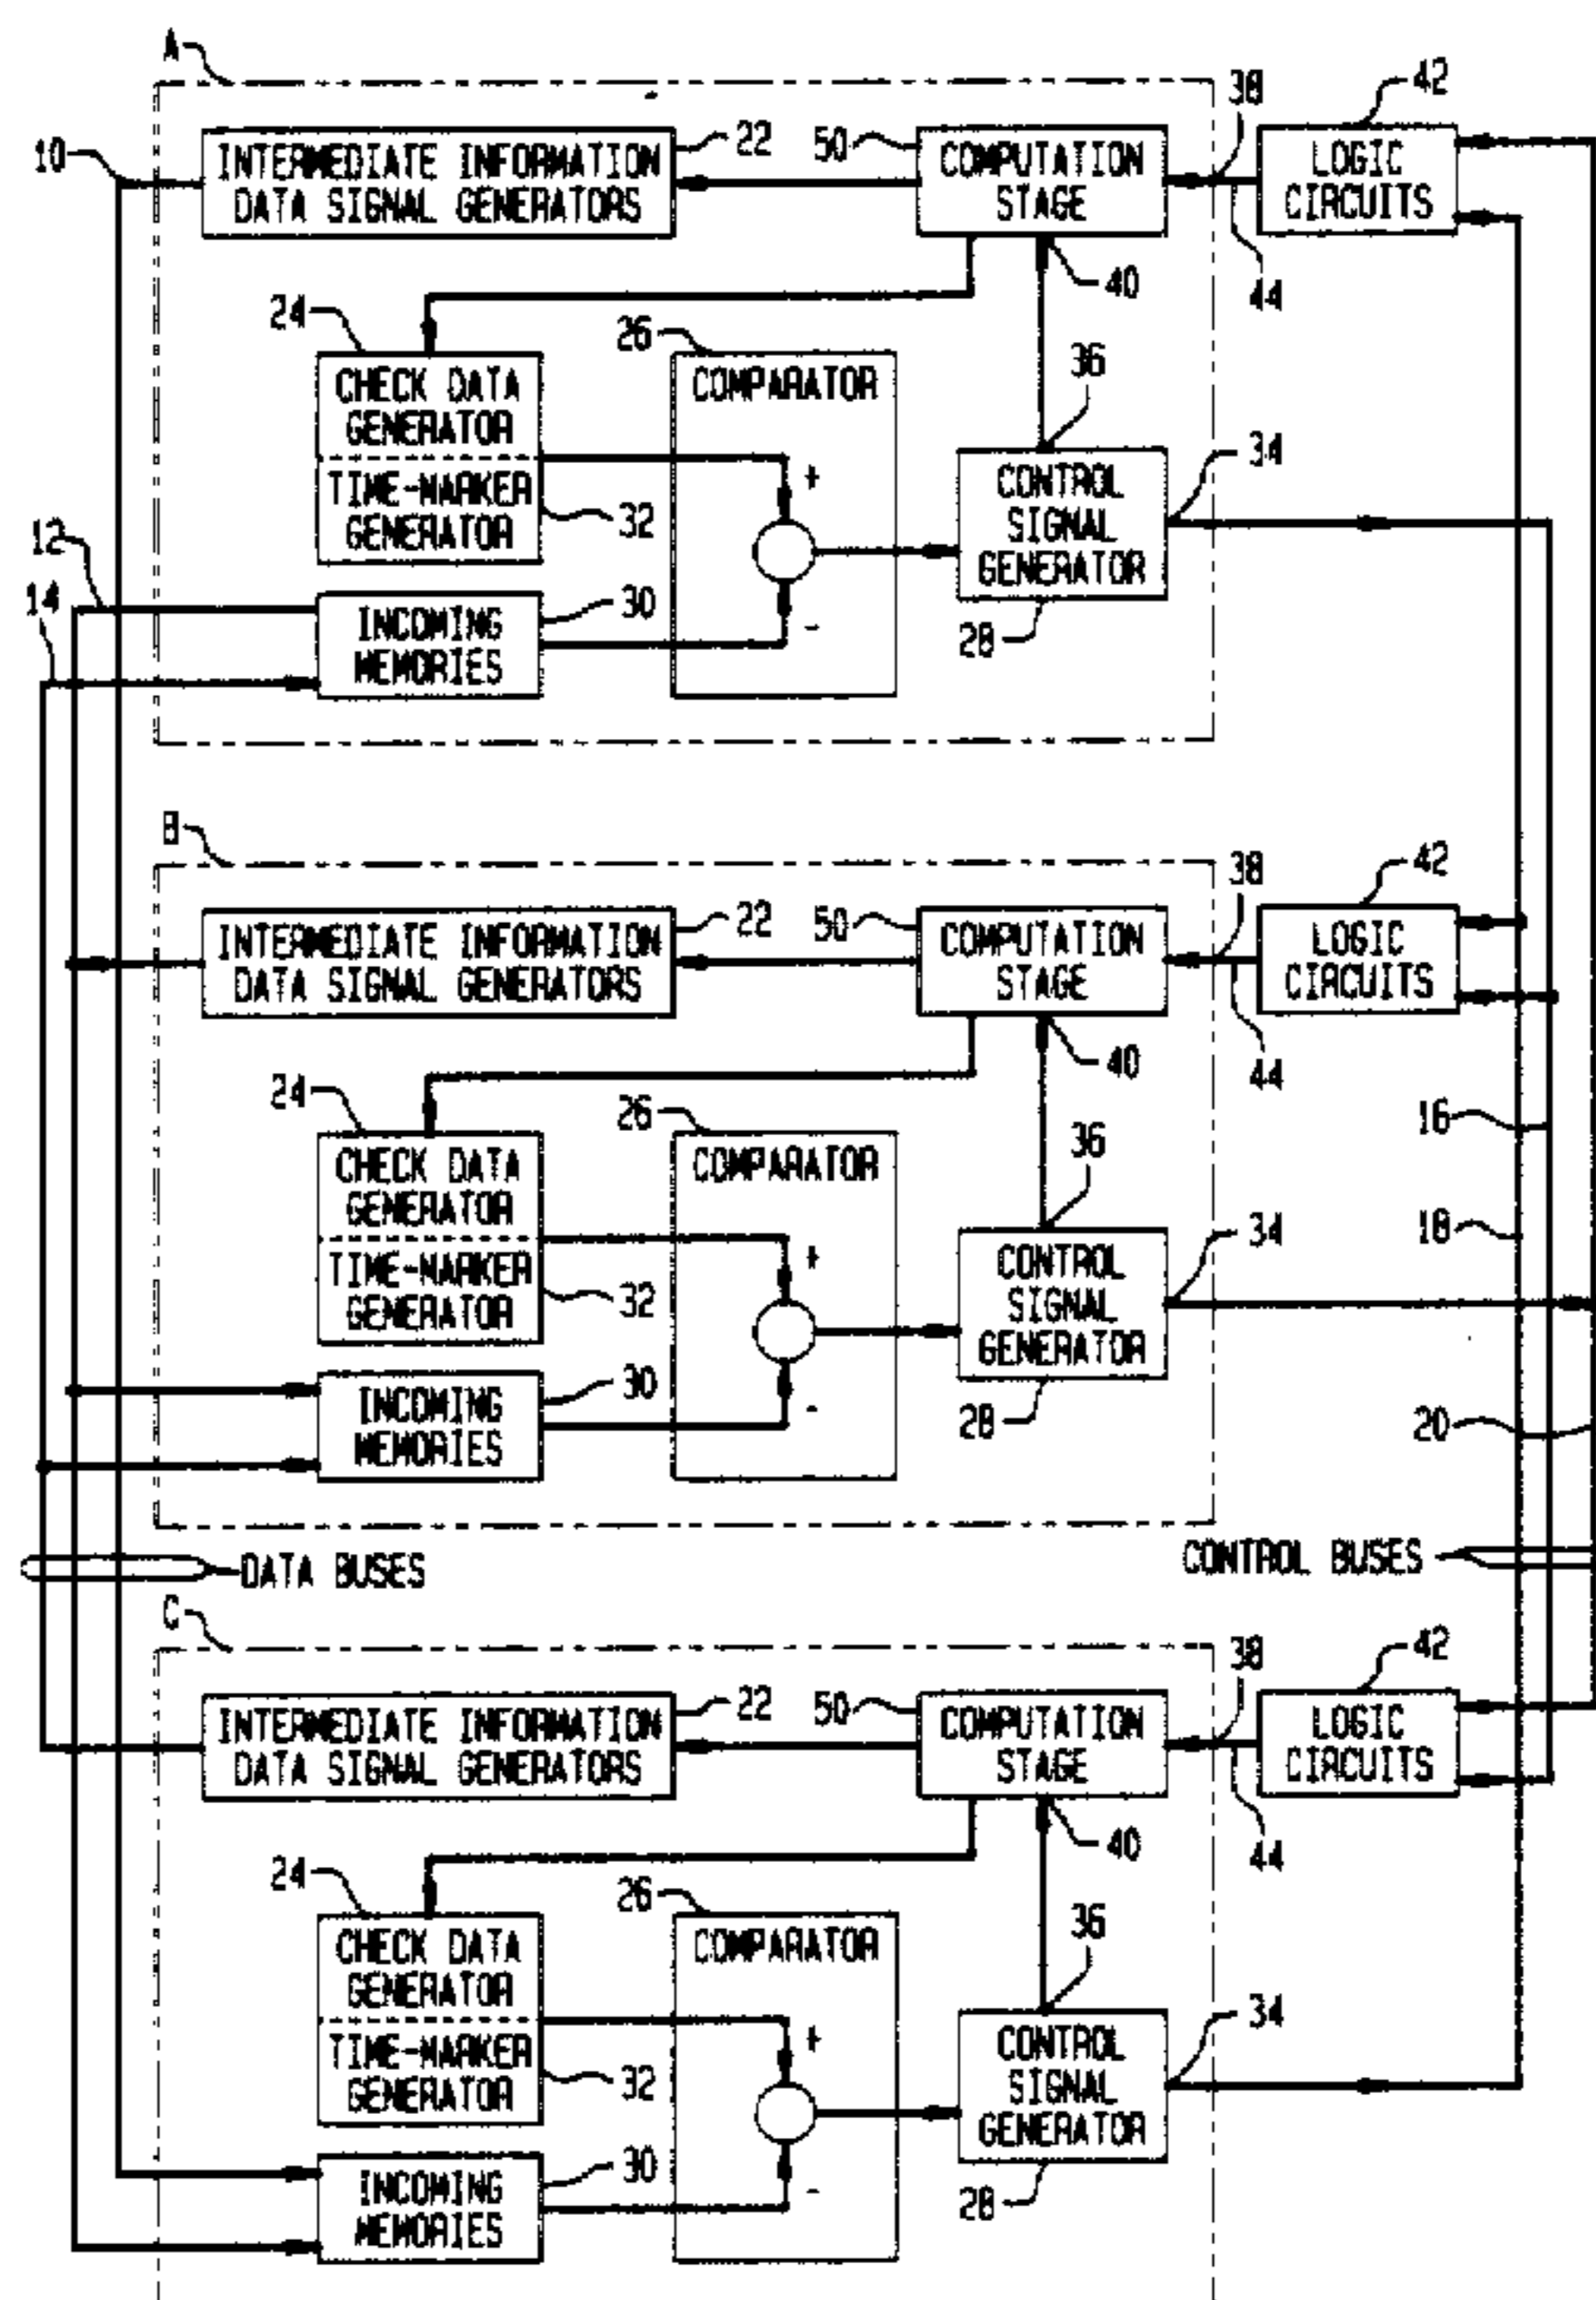 A
10
INTERMEDIATE INFORMATION
DATA SIGNAL GENERATORS
22
50
COMPUTATION
STAGE
38
42
LOGIC
CIRCUITS
44
40
24
26
36
CHECK DATA
GENERATOR
TIME-MARKER
GENERATOR
32
COMPARATOR
+
-
CONTROL
SIGNAL
GENERATOR
34
28
12
14
INCOMING
MEMORIES
30
B
INTERMEDIATE INFORMATION
DATA SIGNAL GENERATORS
22
50
COMPUTATION
STAGE
38
42
LOGIC
CIRCUITS
44
40
24
26
36
CHECK DATA
GENERATOR
TIME-MARKER
GENERATOR
32
COMPARATOR
+
-
CONTROL
SIGNAL
GENERATOR
34
28
16
18
20
INCOMING
MEMORIES
30
DATA BUSES
CONTROL BUSES
C
INTERMEDIATE INFORMATION
DATA SIGNAL GENERATORS
22
50
COMPUTATION
STAGE
38
42
LOGIC
CIRCUITS
44
40
24
26
36
CHECK DATA
GENERATOR
TIME-MARKER
GENERATOR
32
COMPARATOR
+
-
CONTROL
SIGNAL
GENERATOR
34
28
INCOMING
MEMORIES
30